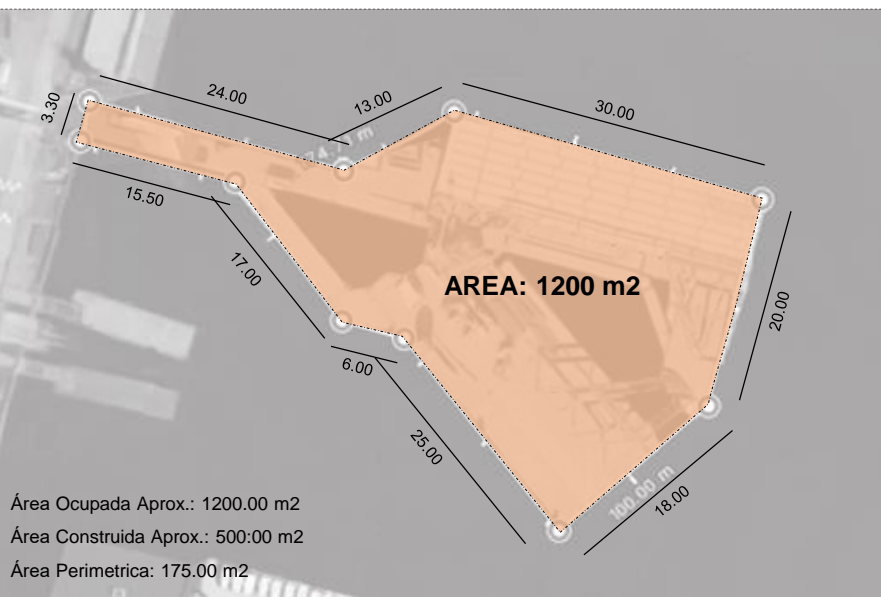 24.00
13.00
30.00
3.30
15.50
17.00
AREA: 1200 m2
20.00
6.00
25.00
100.00 m
18.00
Área Ocupada Aprox.: 1200.00 m2
Área Construida Aprox.: 500:00 m2
Área Perimetrica: 175.00 m2